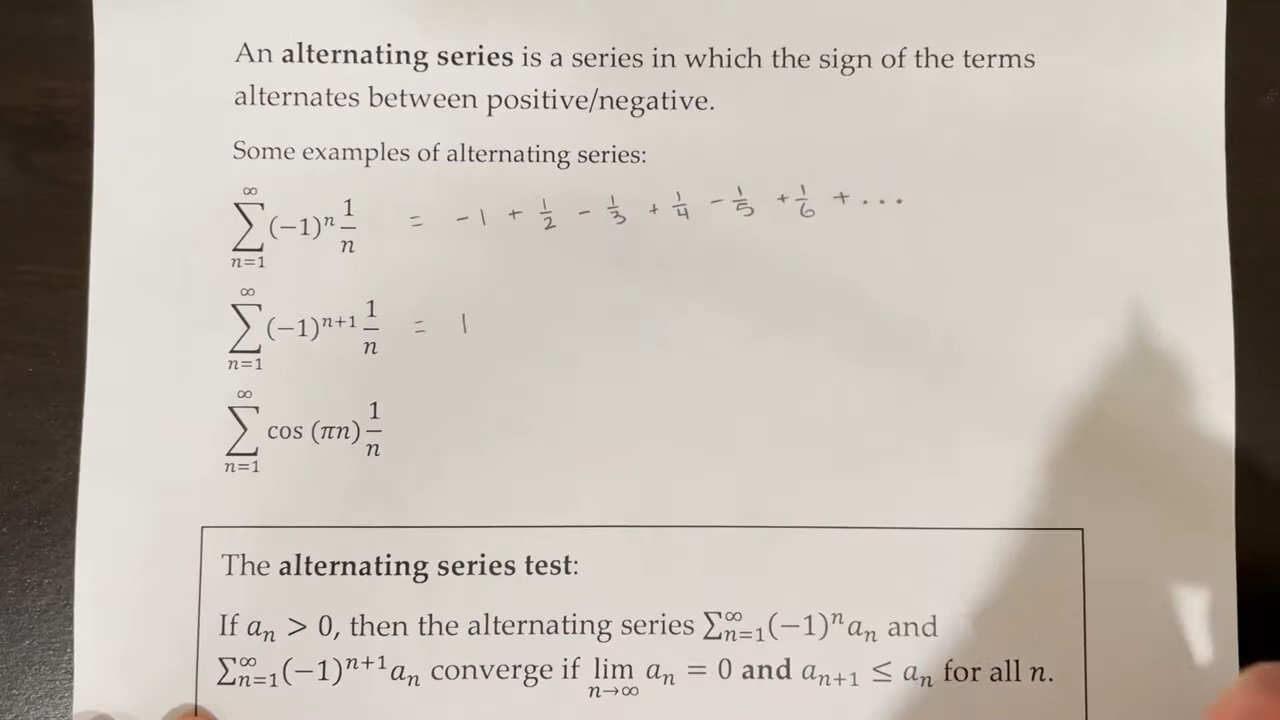 An alternating series is a series in which the sign of the terms
alternates between positive/negative.
Some examples of alternating series:
∑_{n=1}^{∞} (−1)^n 1/n = -1 + 1/2 - 1/3 + 1/4 - 1/5 + 1/6 + ...
∑_{n=1}^{∞} (−1)^{n+1} 1/n = 1
∑_{n=1}^{∞} cos (πn) 1/n
The alternating series test:
If a_n > 0, then the alternating series ∑_{n=1}^{∞}(−1)^n a_n and
∑_{n=1}^{∞}(−1)^{n+1} a_n converge if lim_{n→∞} a_n = 0 and a_{n+1} ≤ a_n for all n.